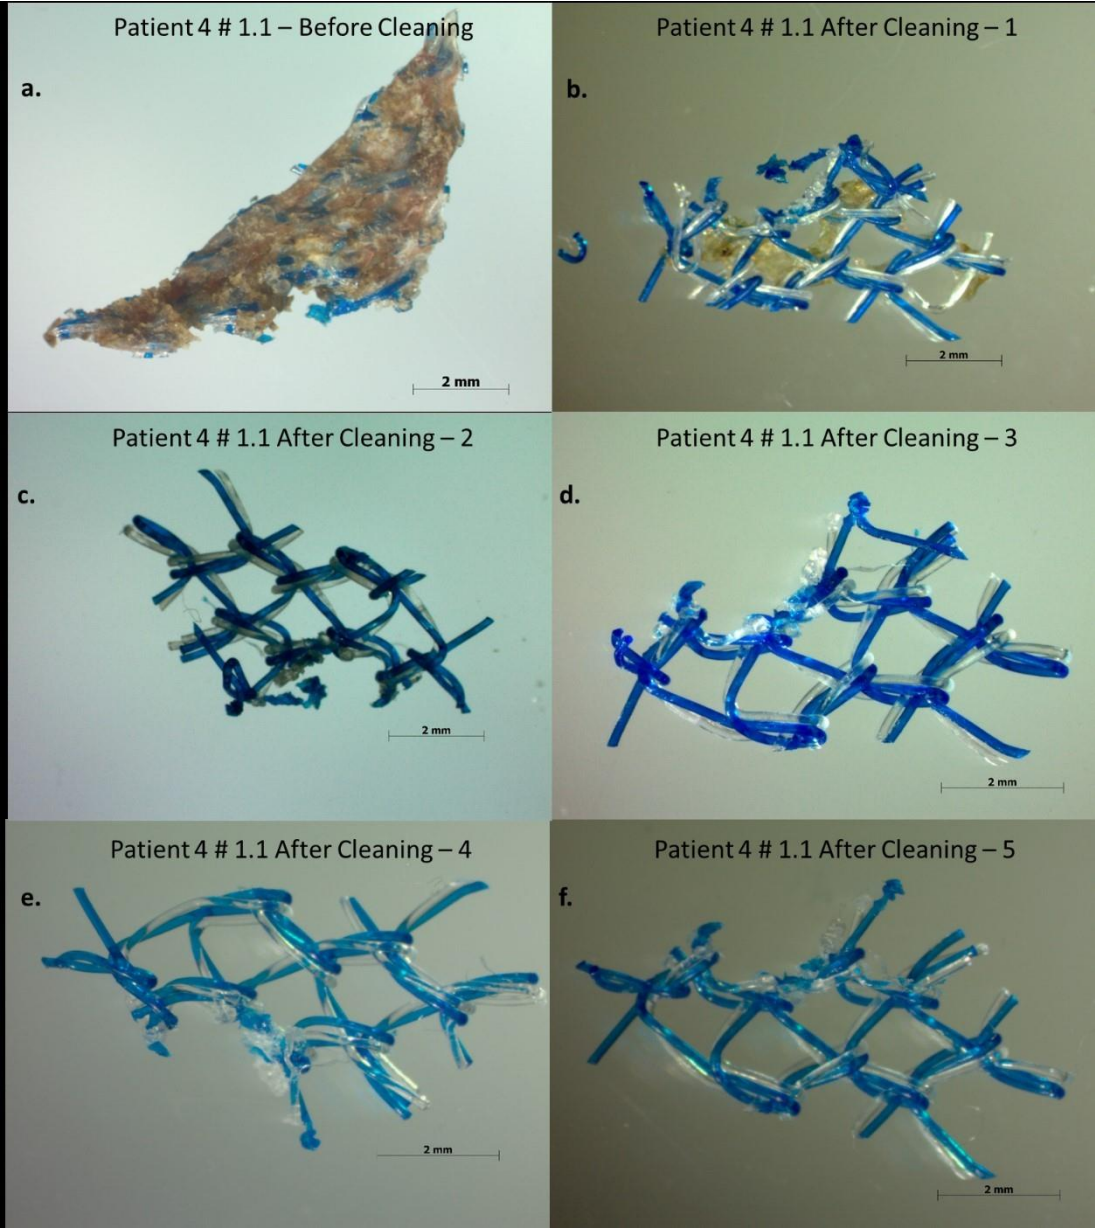 Patient 4 # 1.1 – Before Cleaning
a.
2 mm
Patient 4 # 1.1 After Cleaning – 1
b.
2 mm
Patient 4 # 1.1 After Cleaning – 2
c.
2 mm
Patient 4 # 1.1 After Cleaning – 3
d.
2 mm
Patient 4 # 1.1 After Cleaning – 4
e.
2 mm
Patient 4 # 1.1 After Cleaning – 5
f.
2 mm